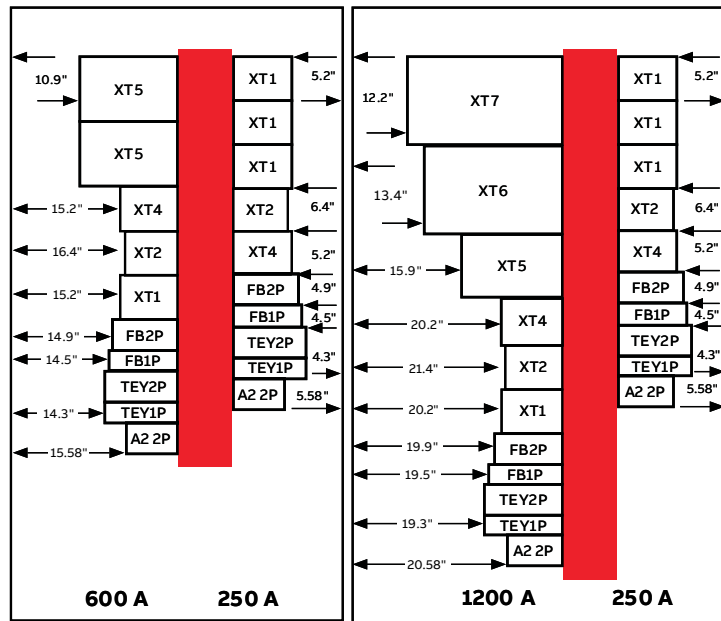 10.9"
XT5
XT5
15.2"
XT4
16.4"
XT2
15.2"
XT1
14.9"
FB2P
14.5"
FB1P
TEY2P
14.3"
TEY1P
15.58"
A2 2P
XT1
5.2"
XT1
XT1
XT2
6.4"
XT4
5.2"
FB2P
4.9"
FB1P
4.5"
TEY2P
TEY1P
4.3"
A2 2P
5.58"
600 A
250 A
12.2"
XT7
13.4"
XT6
15.9"
XT5
20.2"
XT4
21.4"
XT2
20.2"
XT1
19.9"
FB2P
19.5"
FB1P
TEY2P
19.3"
TEY1P
20.58"
A2 2P
XT1
5.2"
XT1
XT1
XT2
6.4"
XT4
5.2"
FB2P
4.9"
FB1P
4.5"
TEY2P
4.3"
TEY1P
A2 2P
5.58"
1200 A
250 A